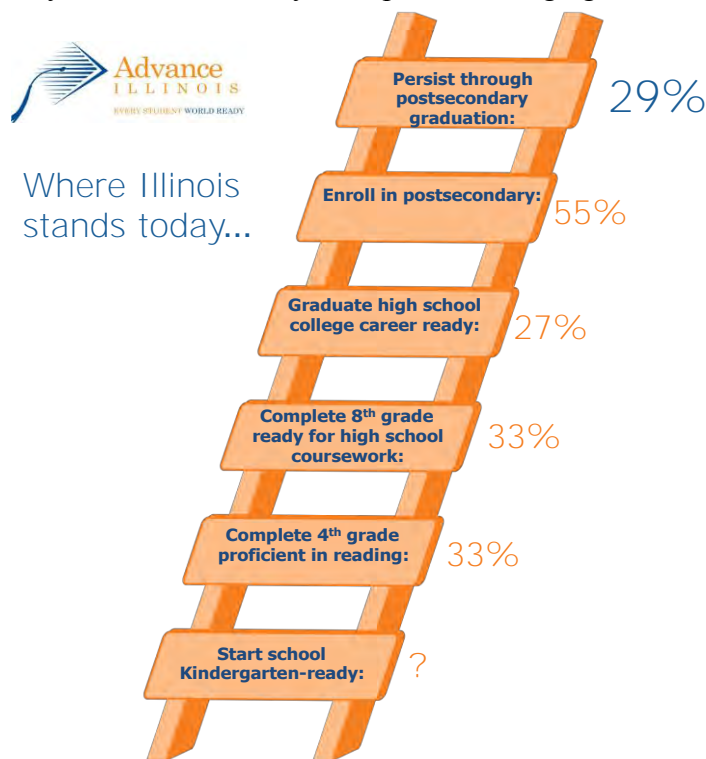 Advance
ILLINOIS
EVERY STUDENT WORLD READY
Where Illinois
stands today...
Persist through
postsecondary
graduation:
29%
Enroll in postsecondary:
55%
Graduate high school
college career ready:
27%
Complete 8th grade
ready for high school
coursework:
33%
Complete 4th grade
proficient in reading:
33%
Start school
Kindergarten-ready:
?